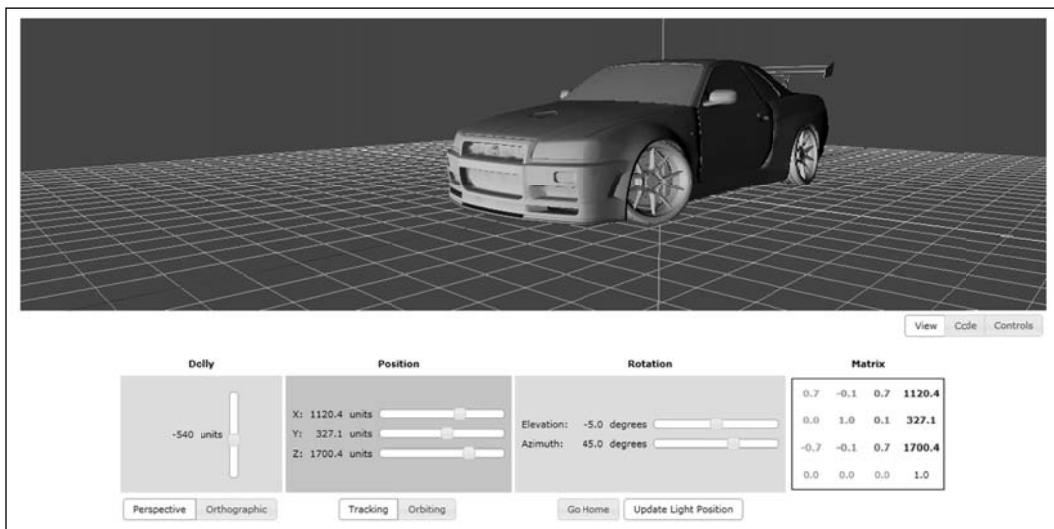 View Code Controls
Dolly
Position
Rotation
Matrix
-540 units
X: 1120.4 units
Y: 327.1 units
Z: 1700.4 units
Elevation: -5.0 degrees
Azimuth: 45.0 degrees
0.7 -0.1 0.7 1120.4
0.0 1.0 0.1 327.1
-0.7 -0.1 0.7 1700.4
0.0 0.0 0.0 1.0
Perspective Orthographic
Tracking Orbiting
Go Home Update Light Position